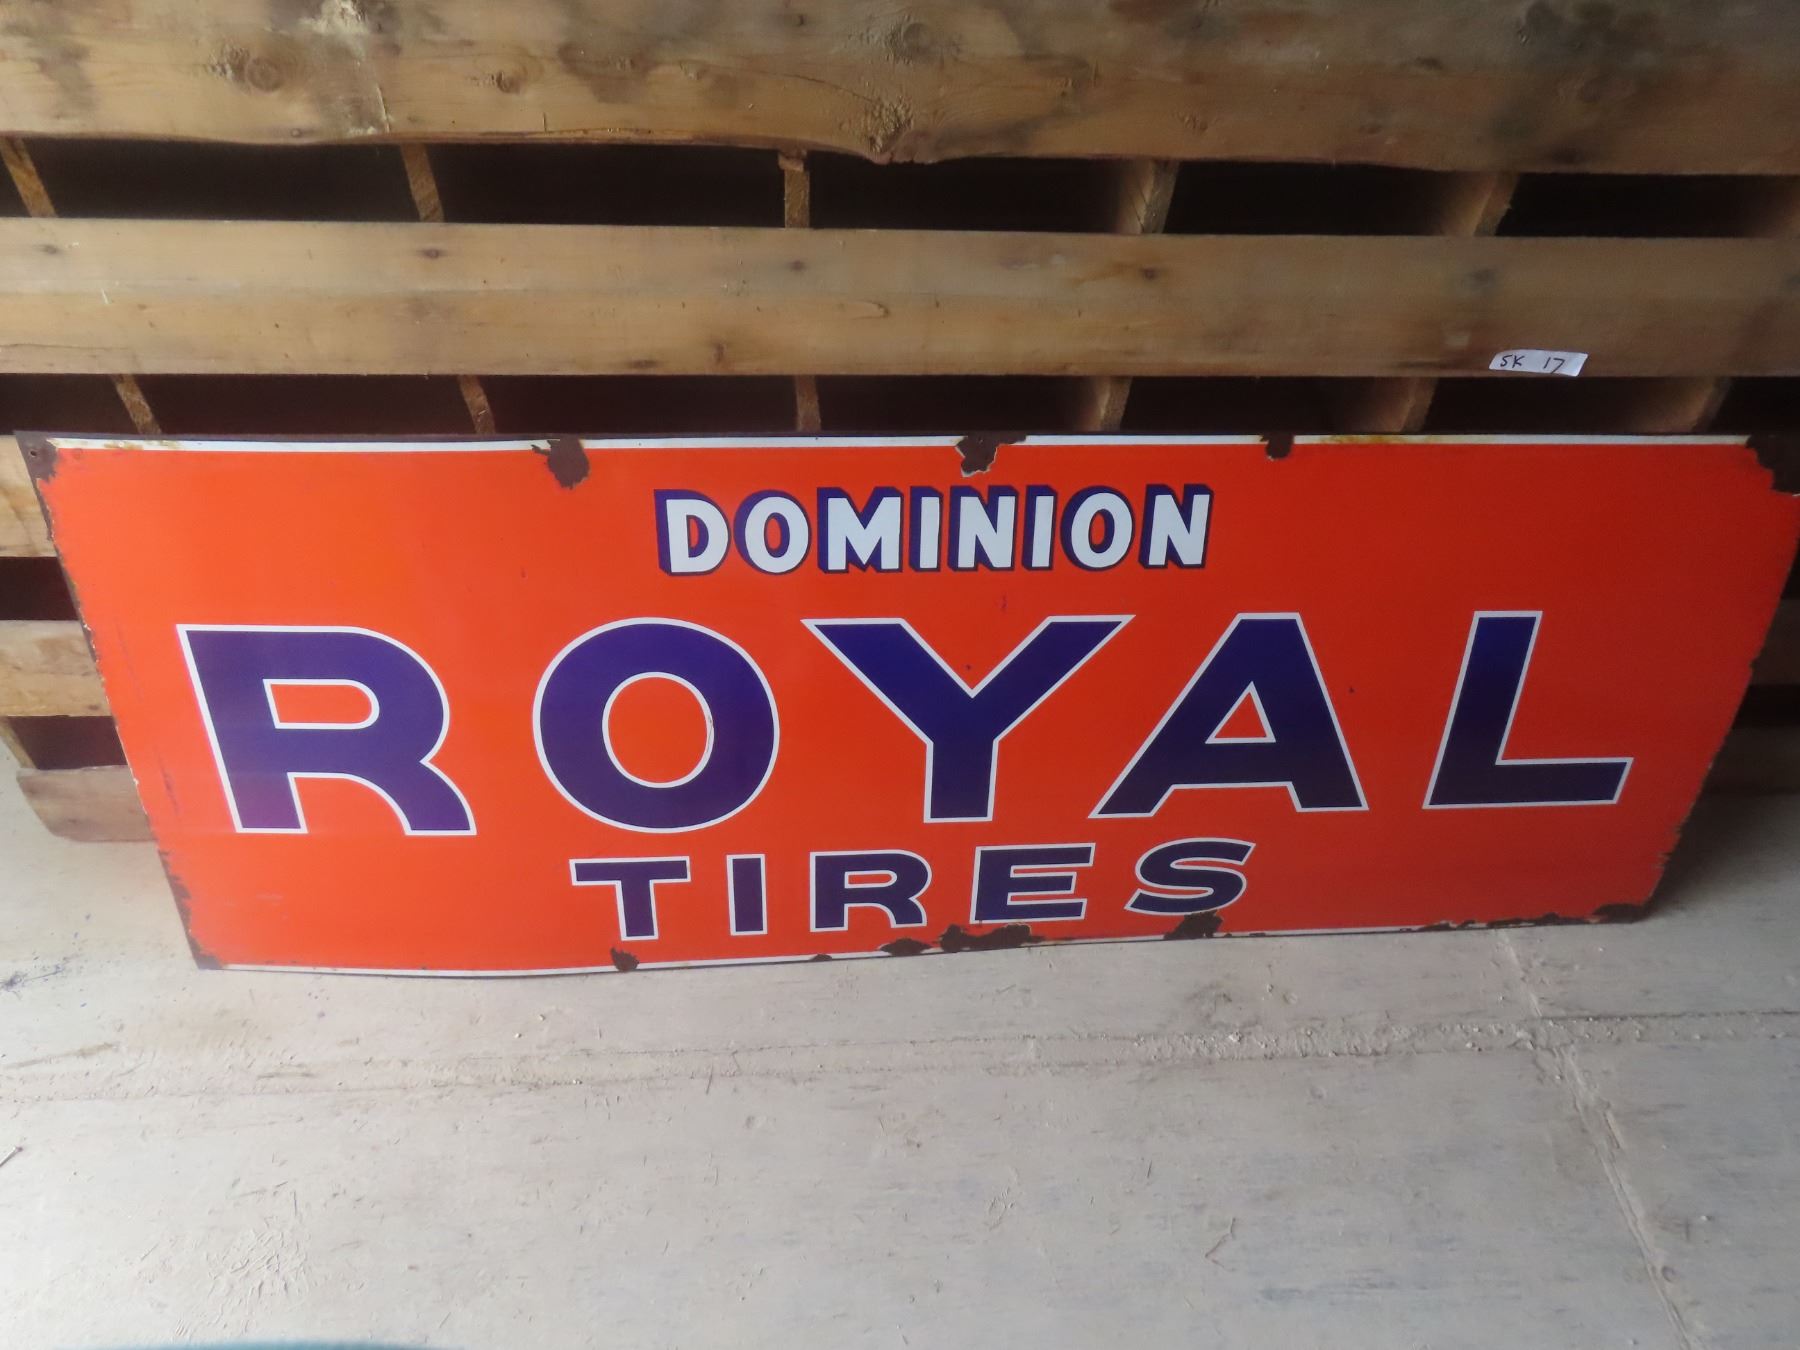 SK 17
DOMINION
ROYAL
TIRES